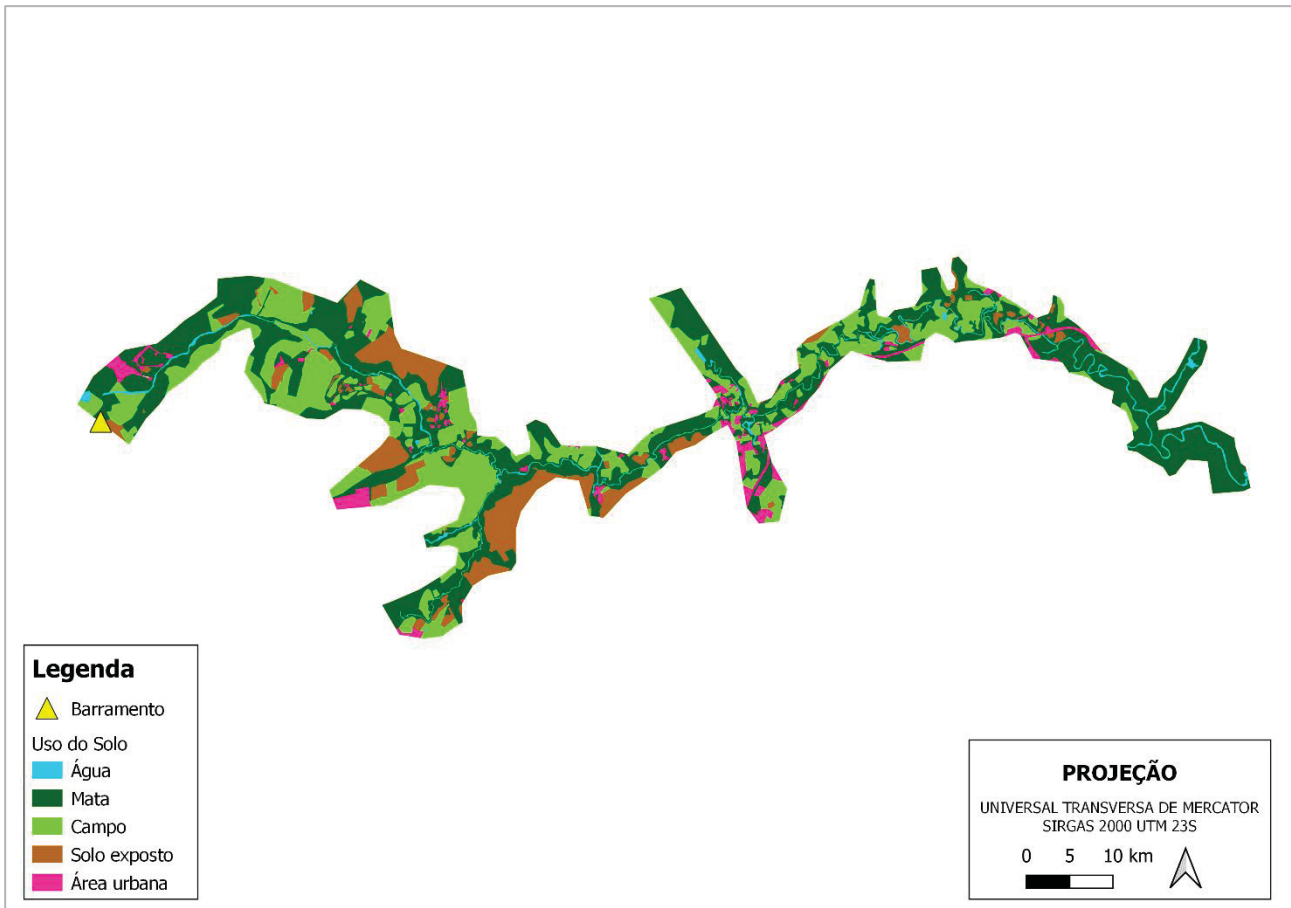 Legenda
Barramento
Uso do Solo
Água
Mata
Campo
Solo exposto
Área urbana
PROJEÇÃO
UNIVERSAL TRANSVERSA DE MERCATOR
SIRGAS 2000 UTM 23S
0 5 10 km